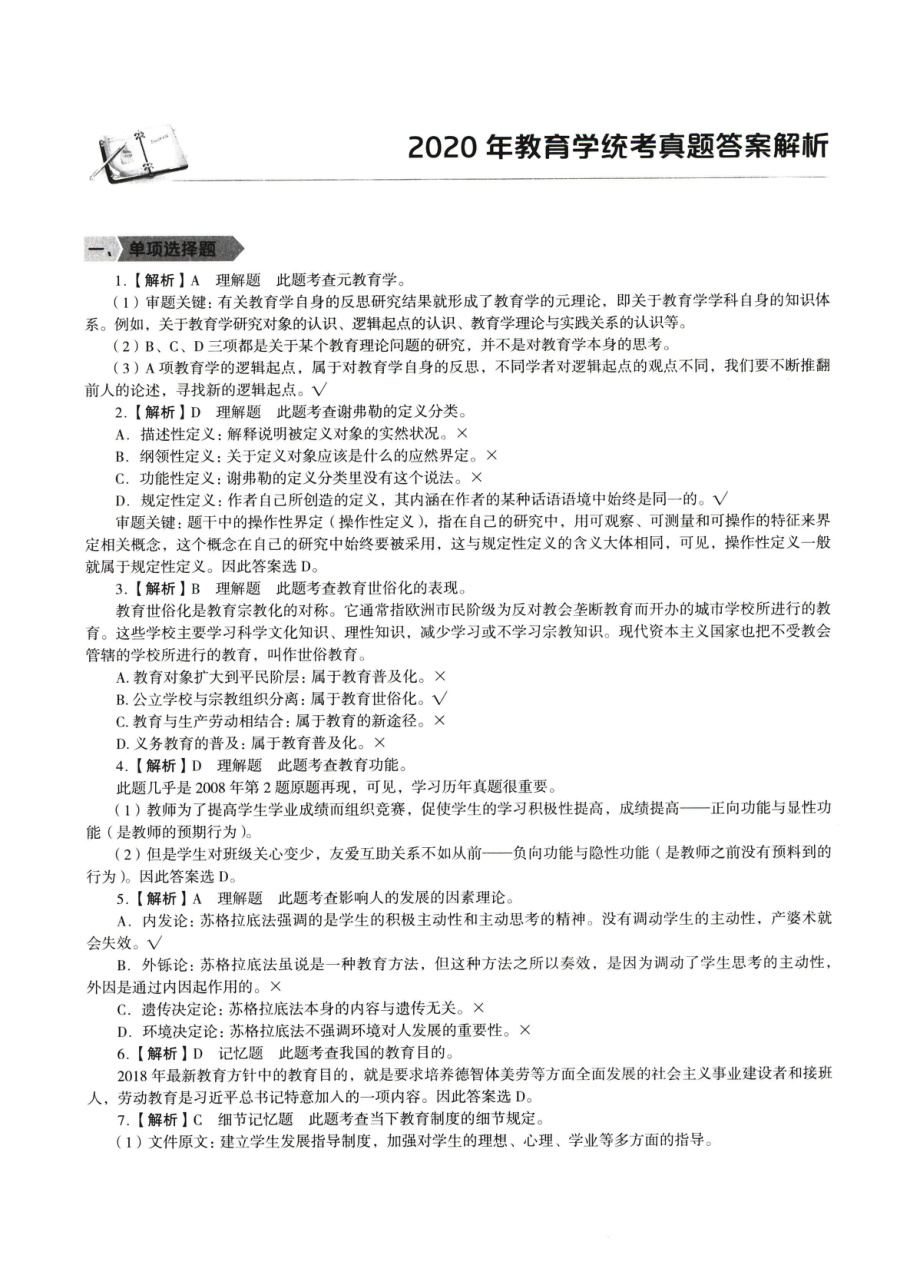 2020 年教育学统考真题答案解析
一、单项选择题
1.【解析】A 理解题 此题考查元教育学。
（1）审题关键：有关教育学自身的反思研究结果就形成了教育学的元理论，即关于教育学学科自身的知识体
系。例如，关于教育学研究对象的认识、逻辑起点的认识、教育学理论与实践关系的认识等。
（2）B、C、D 三项都是关于某个教育理论问题的研究，并不是对教育学本身的思考。
（3）A 项教育学的逻辑起点，属于对教育学自身的反思，不同学者对逻辑起点的观点不同，我们要不断推翻
前人的论述，寻找新的逻辑起点。√
2.【解析】D 理解题 此题考查谢弗勒的定义分类。
A．描述性定义：解释说明被定义对象的实然状况。×
B．纲领性定义：关于定义对象应该是什么的应然界定。×
C．功能性定义：谢弗勒的定义分类里没有这个说法。×
D．规定性定义：作者自己所创造的定义，其内涵在作者的某种话语语境中始终是同一的。√
审题关键：题干中的操作性界定（操作性定义），指在自己的研究中，用可观察、可测量和可操作的特征来界
定相关概念，这个概念在自己的研究中始终要被采用，这与规定性定义的含义大体相同，可见，操作性定义一般
就属于规定性定义。因此答案选 D。
3.【解析】B 理解题 此题考查教育世俗化的表现。
教育世俗化是教育宗教化的对称。它通常指欧洲市民阶级为反对教会垄断教育而开办的城市学校所进行的教
育。这些学校主要学习科学文化知识、理性知识，减少学习或不学习宗教知识。现代资本主义国家也把不受教会
管辖的学校所进行的教育，叫作世俗教育。
A. 教育对象扩大到平民阶层：属于教育普及化。×
B. 公立学校与宗教组织分离：属于教育世俗化。√
C. 教育与生产劳动相结合：属于教育的新途径。×
D. 义务教育的普及：属于教育普及化。×
4.【解析】D 理解题 此题考查教育功能。
此题几乎是 2008 年第 2 题原题再现，可见，学习历年真题很重要。
（1）教师为了提高学生学业成绩而组织竞赛，促使学生的学习积极性提高，成绩提高——正向功能与显性功
能（是教师的预期行为）。
（2）但是学生对班级关心变少，友爱互助关系不如从前——负向功能与隐性功能（是教师之前没有预料到的
行为）。因此答案选 D。
5.【解析】A 理解题 此题考查影响人的发展的因素理论。
A．内发论：苏格拉底法强调的是学生的积极主动性和主动思考的精神。没有调动学生的主动性，产婆术就
会失效。√
B．外铄论：苏格拉底法虽说是一种教育方法，但这种方法之所以奏效，是因为调动了学生思考的主动性，
外因是通过内因起作用的。×
C．遗传决定论：苏格拉底法本身的内容与遗传无关。×
D．环境决定论：苏格拉底法不强调环境对人发展的重要性。×
6.【解析】D 记忆题 此题考查我国的教育目的。
2018 年最新教育方针中的教育目的，就是要求培养德智体美劳等方面全面发展的社会主义事业建设者和接班
人，劳动教育是习近平总书记特意加入的一项内容。因此答案选 D。
7.【解析】C 细节记忆题 此题考查当下教育制度的细节规定。
（1）文件原文：建立学生发展指导制度，加强对学生的理想、心理、学业等多方面的指导。